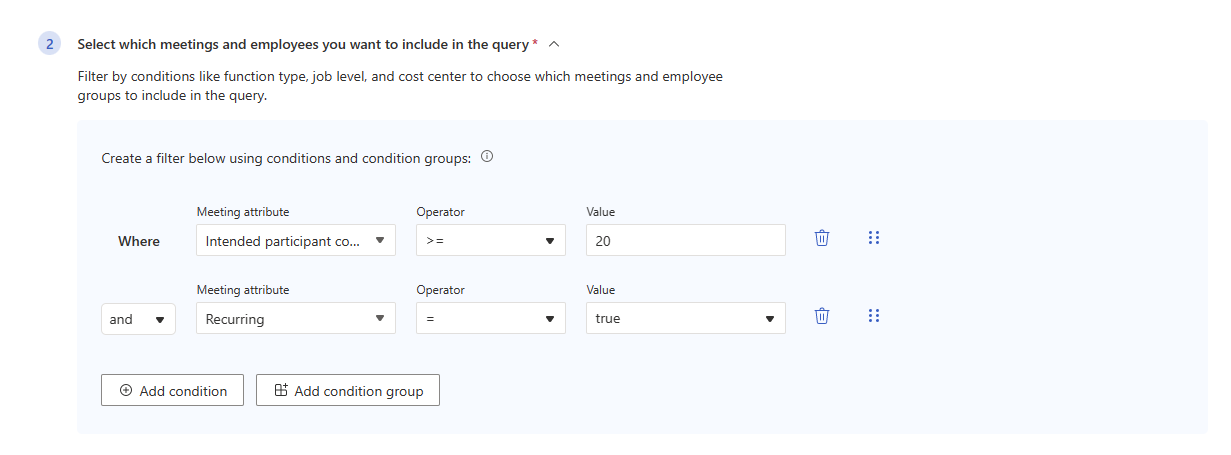 2
Select which meetings and employees you want to include in the query*
Filter by conditions like function type, job level, and cost center to choose which meetings and employee
groups to include in the query.
Create a filter below using conditions and condition groups:
Meeting attribute Operator Value
Where Intended participant co... >= 20
Meeting attribute Operator Value
and Recurring = true
Add condition Add condition group